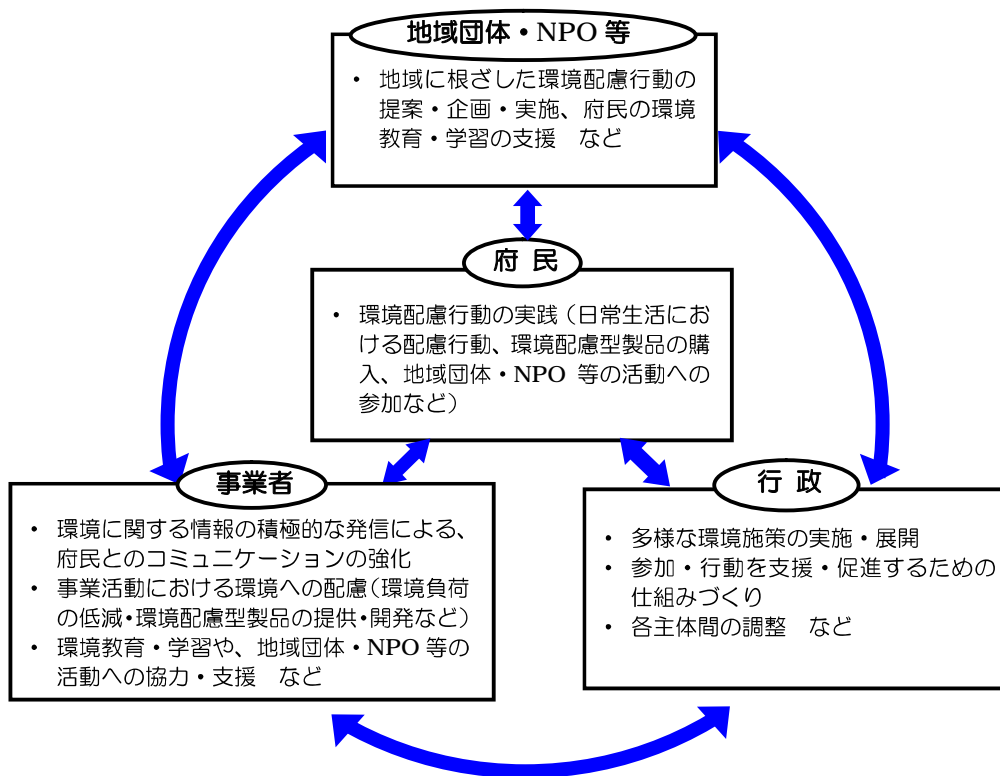 地域団体・NPO 等
・ 地域に根ざした環境配慮行動の
提案・企画・実施、府民の環境
教育・学習の支援　など
府 民
・ 環境配慮行動の実践（日常生活にお
ける配慮行動、環境配慮型製品の購
入、地域団体・NPO 等の活動への
参加など）
事業者
・ 環境に関する情報の積極的な発信による、
府民とのコミュニケーションの強化
・ 事業活動における環境への配慮（環境負荷
の低減・環境配慮型製品の提供・開発など）
・ 環境教育・学習や、地域団体・NPO 等の
活動への協力・支援　など
行 政
・ 多様な環境施策の実施・展開
・ 参加・行動を支援・促進するための
仕組みづくり
・ 各主体間の調整　など